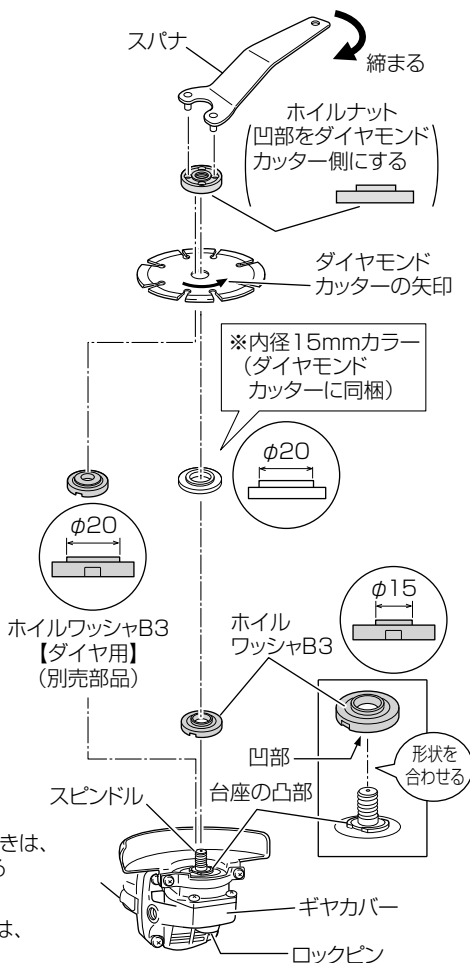 スパナ
締まる
ホイルナット
凹部をダイヤモンド
カッター側にする
ダイヤモンド
カッターの矢印
※内径15mmカラー
（ダイヤモンド
カッターに同梱）
φ20
φ20
ホイルワッシャB3
【ダイヤ用】
（別売部品）
φ15
ホイル
ワッシャB3
凹部
形状を
合わせる
スピンドル
台座の凸部
きは、
る
は、
ギヤカバー
ロックピン